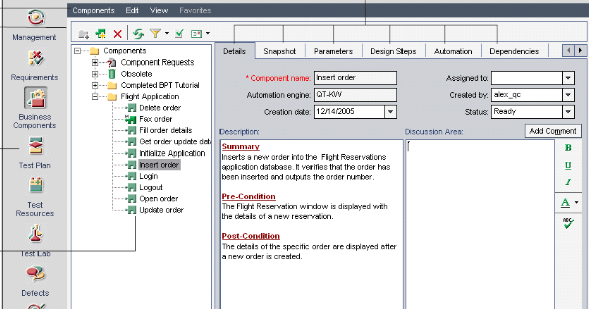 Components Edit View Favorites
Management
Requirements
Business
Components
Test Plan
Test
Resources
Test Lab
Defects
Components
Component Requests
Obsolete
Completed BPT Tutorial
Flight Application
Delete order
Fax order
Fill order details
Get order update data
Initialize Application
Insert order
Login
Logout
Open order
Update order
Details Snapshot Parameters Design Steps Automation Dependencies
* Component name: Insert order Assigned to:
Automation engine: QT-KW Created by: alex_qc
Creation date: 12/14/2005 Status: Ready
Description: Discussion Area: Add Comment
Summary
Inserts a new order into the Flight Reservations
application database. It verifies that the order has
been inserted and outputs the order number.
Pre-Condition
The Flight Reservation window is displayed with
the details of a new reservation.
Post-Condition
The details of the specific order are displayed after
a new order is created.
B
U
I
A
ABC